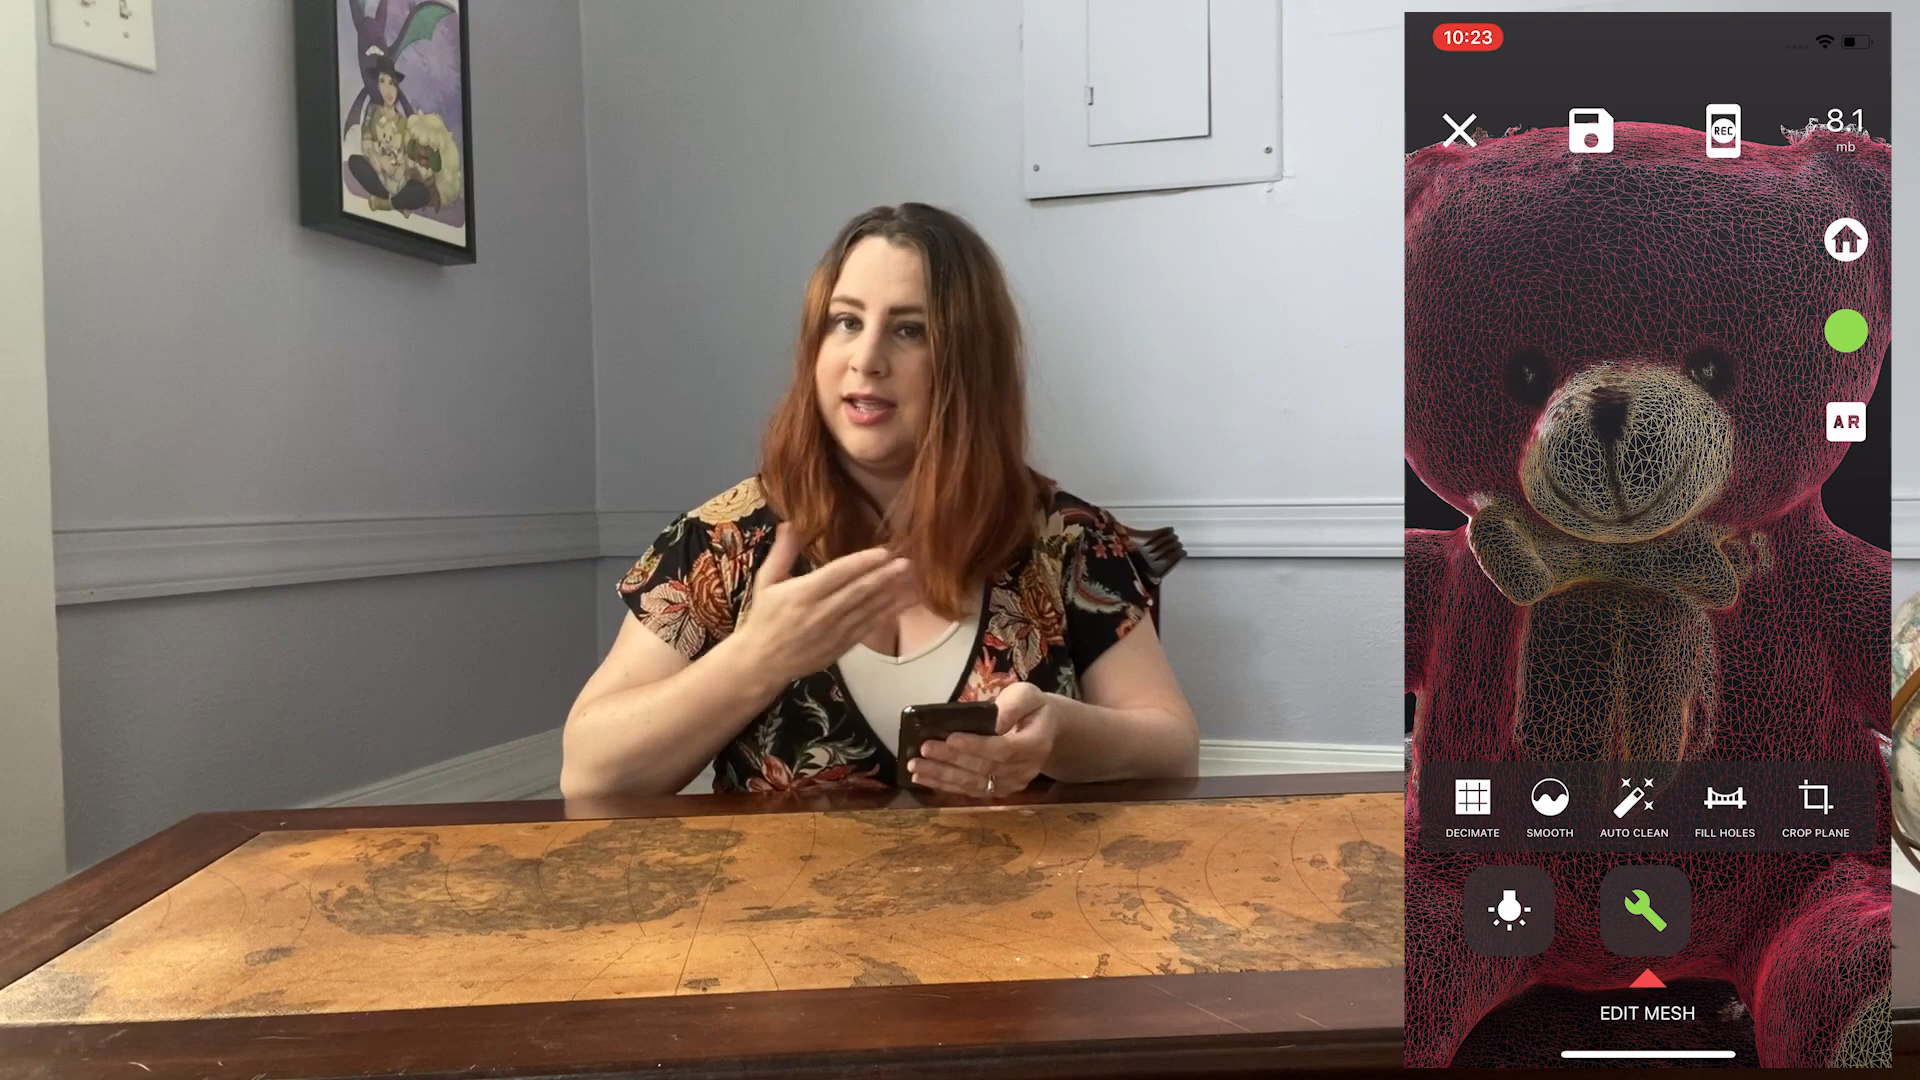 10:23
REC
8.1
mb
AR
DECIMATE SMOOTH AUTO CLEAN FILL HOLES CROP PLANE
EDIT MESH